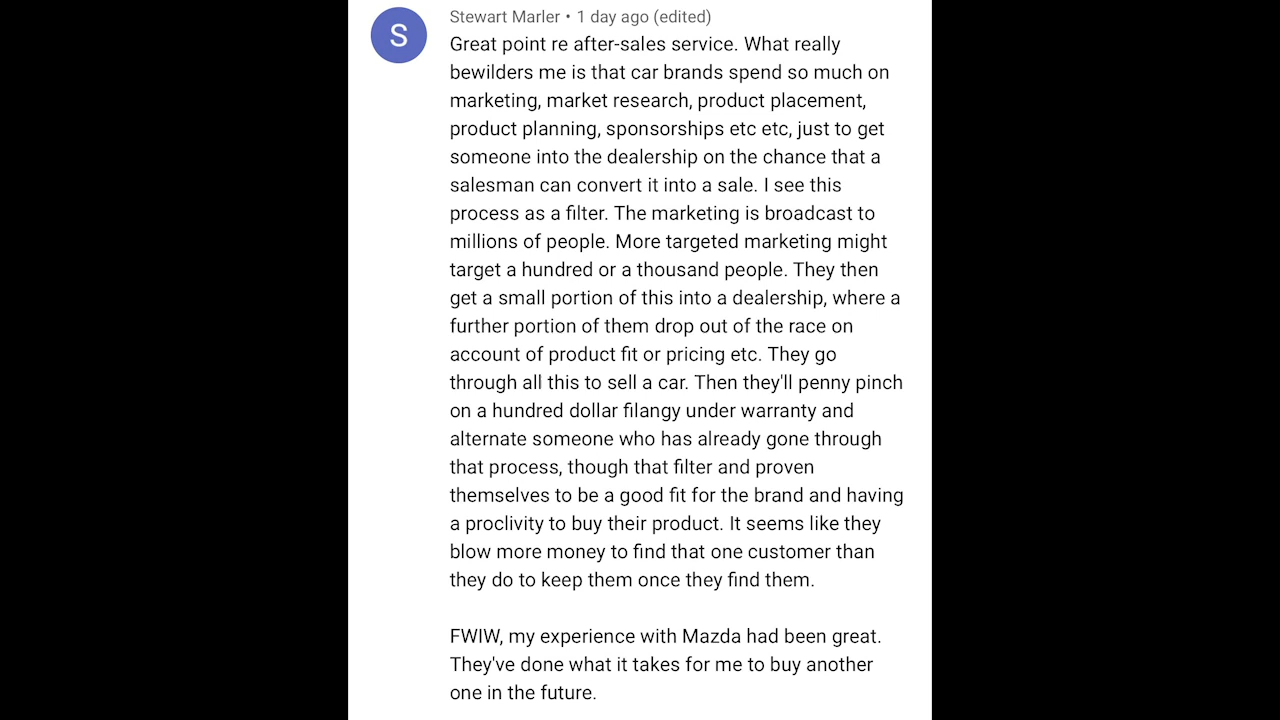 S
Stewart Marler • 1 day ago (edited)
Great point re after-sales service. What really
bewilders me is that car brands spend so much on
marketing, market research, product placement,
product planning, sponsorships etc etc, just to get
someone into the dealership on the chance that a
salesman can convert it into a sale. I see this
process as a filter. The marketing is broadcast to
millions of people. More targeted marketing might
target a hundred or a thousand people. They then
get a small portion of this into a dealership, where a
further portion of them drop out of the race on
account of product fit or pricing etc. They go
through all this to sell a car. Then they'll penny pinch
on a hundred dollar filangy under warranty and
alternate someone who has already gone through
that process, though that filter and proven
themselves to be a good fit for the brand and having
a proclivity to buy their product. It seems like they
blow more money to find that one customer than
they do to keep them once they find them.
FWIW, my experience with Mazda had been great.
They've done what it takes for me to buy another
one in the future.